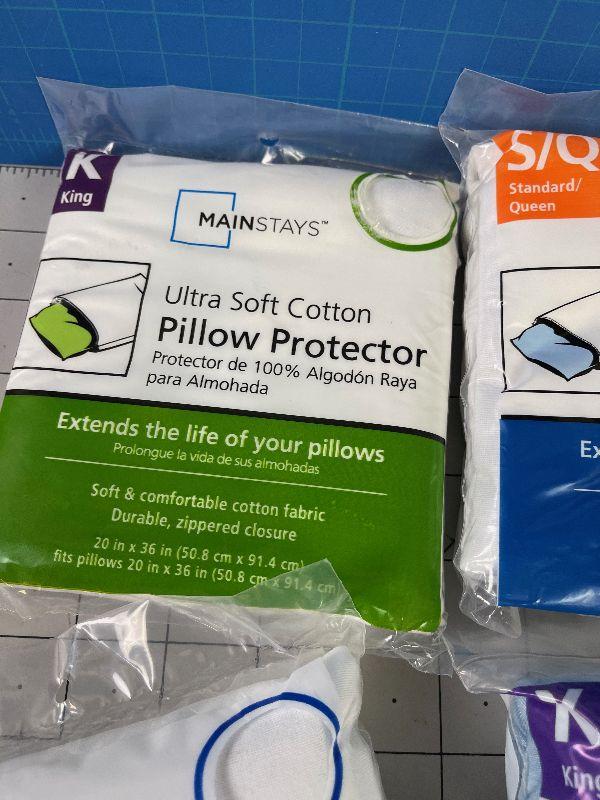 K
King
MAINSTAYS™
Ultra Soft Cotton
Pillow Protector
Protector de 100% Algodón Raya
para Almohada
Extends the life of your pillows
Prolongue la vida de sus almohadas
Soft & comfortable cotton fabric
Durable, zippered closure
20 in x 36 in (50.8 cm x 91.4 cm)
fits pillows 20 in x 36 in (50.8 cm x 91.4 cm
S/Q
Standard/
Queen
Ex
K
King